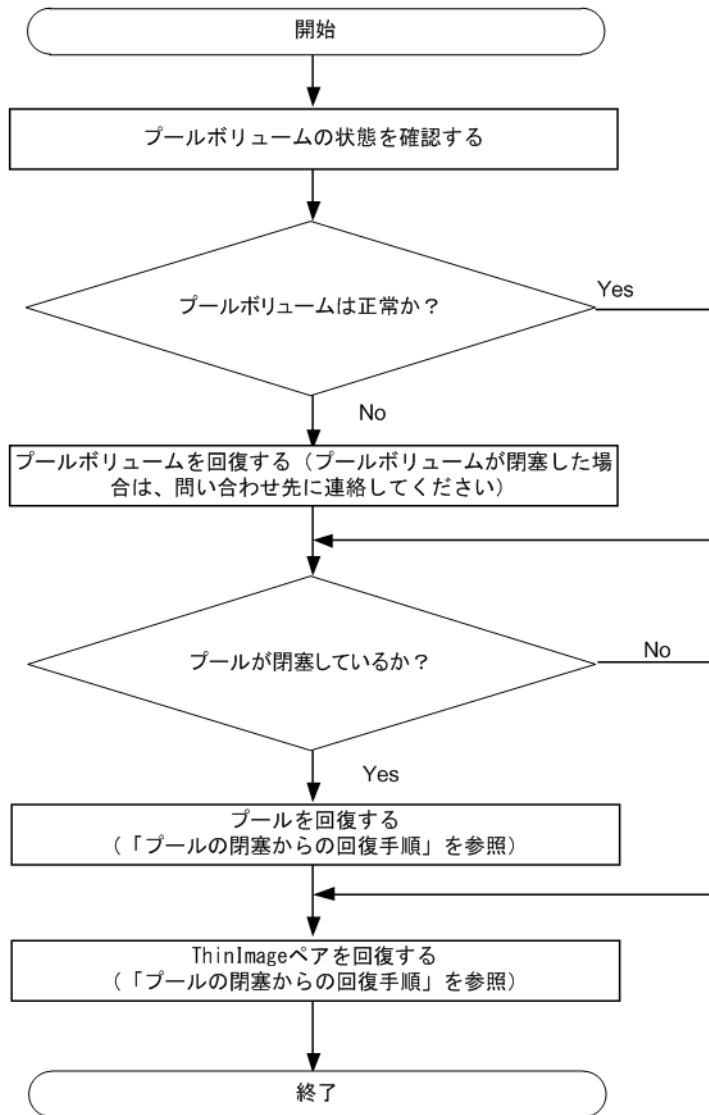 開始
プールボリュームの状態を確認する
プールボリュームは正常か？
Yes
No
プールボリュームを回復する（プールボリュームが閉塞した場
合は、問い合わせ先に連絡してください）
プールが閉塞しているか？
No
Yes
プールを回復する
（「プールの閉塞からの回復手順」を参照）
ThinImageペアを回復する
（「プールの閉塞からの回復手順」を参照）
終了